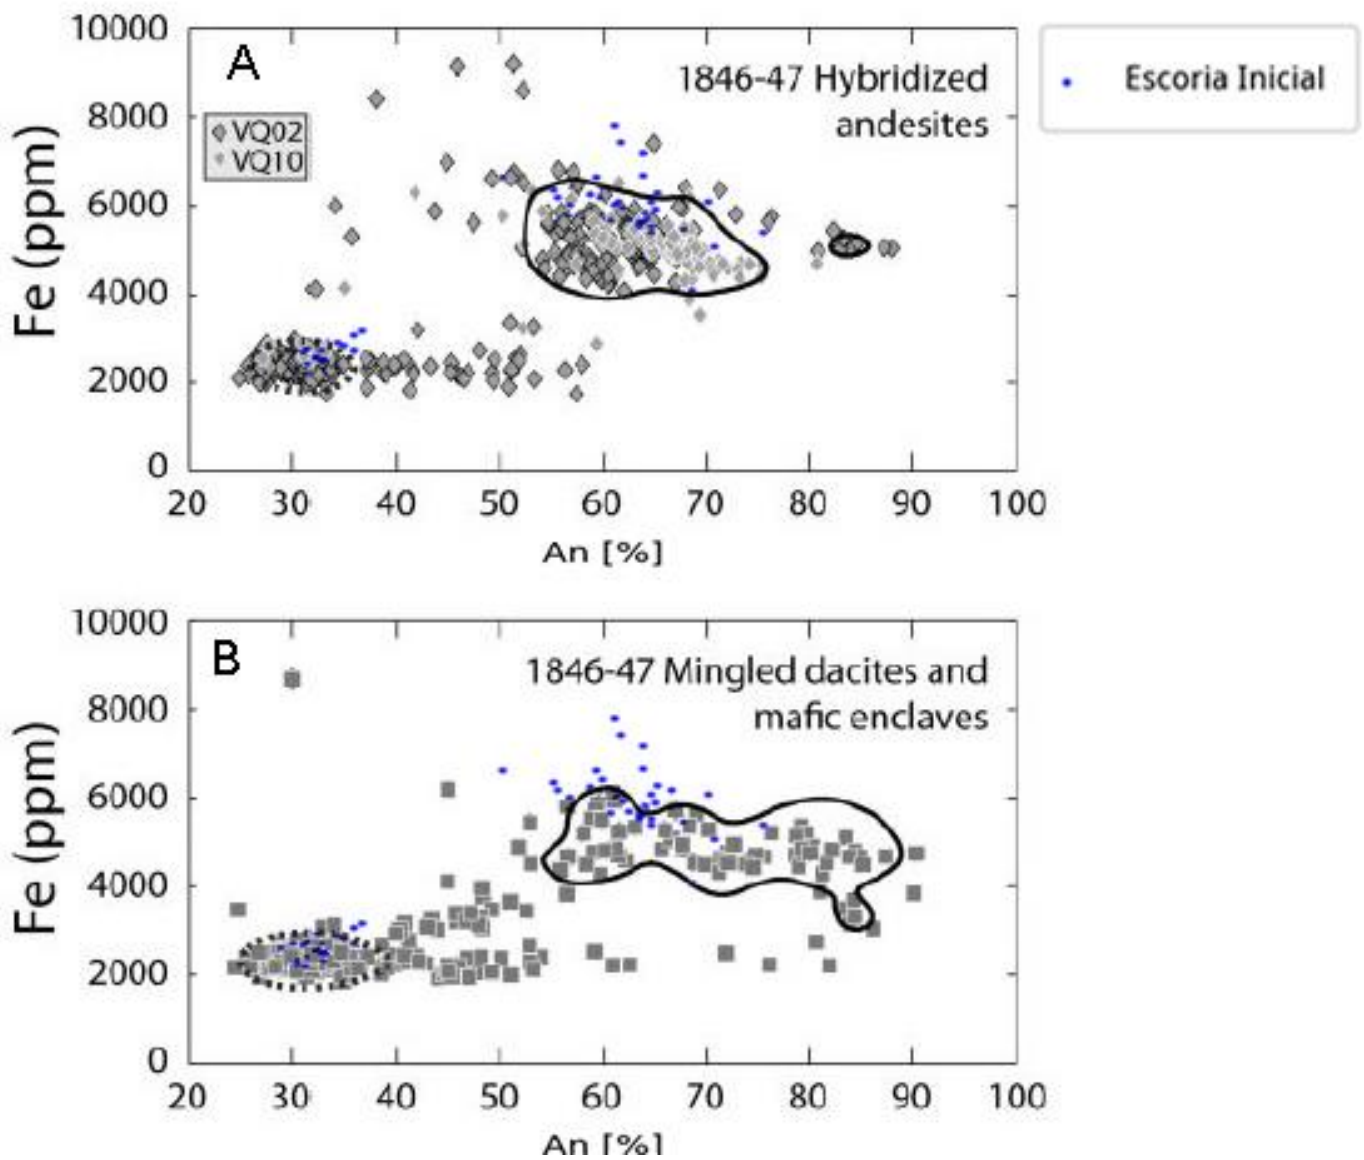 10000
8000
6000
4000
2000
0
Fe (ppm)
A
1846-47 Hybridized
andesites
VQ02
VQ10
20 30 40 50 60 70 80 90 100
An [%]
Escoria Inicial
10000
8000
6000
4000
2000
0
Fe (ppm)
B
1846-47 Mingled dacites and
mafic enclaves
20 30 40 50 60 70 80 90 100
An [%]